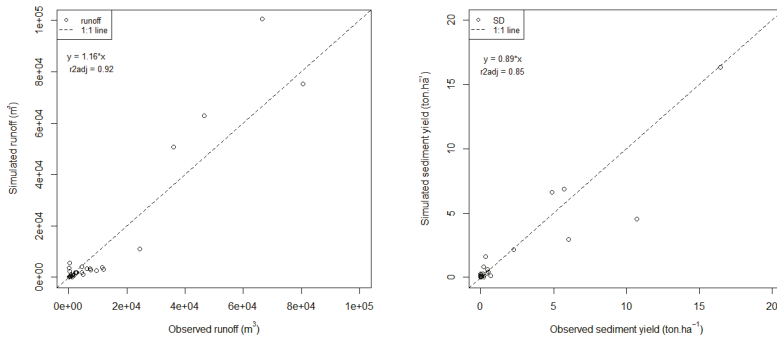 runoff
1:1 line
y = 1.16*x
r2adj = 0.92
Simulated runoff (m³)
0e+00
2e+04
4e+04
6e+04
8e+04
1e+05
0e+00
2e+04
4e+04
6e+04
8e+04
1e+05
Observed runoff (m³)
SD
1:1 line
y = 0.89*x
r2adj = 0.85
Simulated sediment yield (ton.ha⁻¹)
0
5
10
15
20
0
5
10
15
20
Observed sediment yield (ton.ha⁻¹)